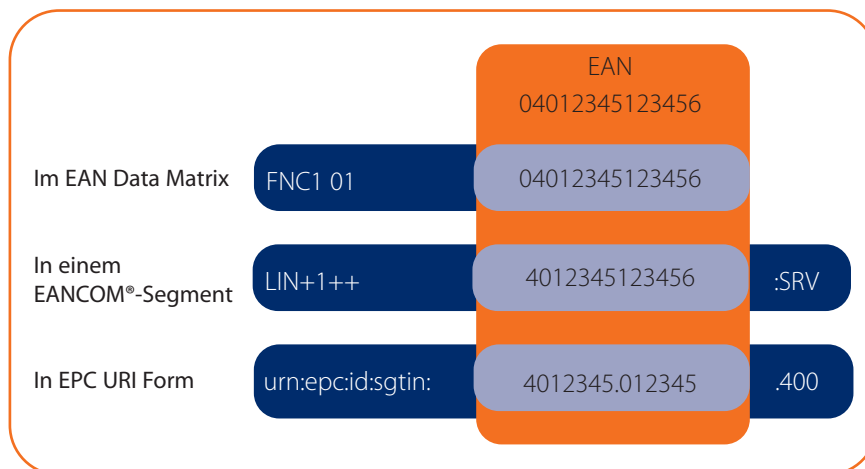 EAN
04012345123456
Im EAN Data Matrix FNC1 01 04012345123456
In einem
EANCOM®-Segment LIN+1++ 4012345123456 :SRV
In EPC URI Form urn:epc:id:sgtin: 4012345.012345 .400